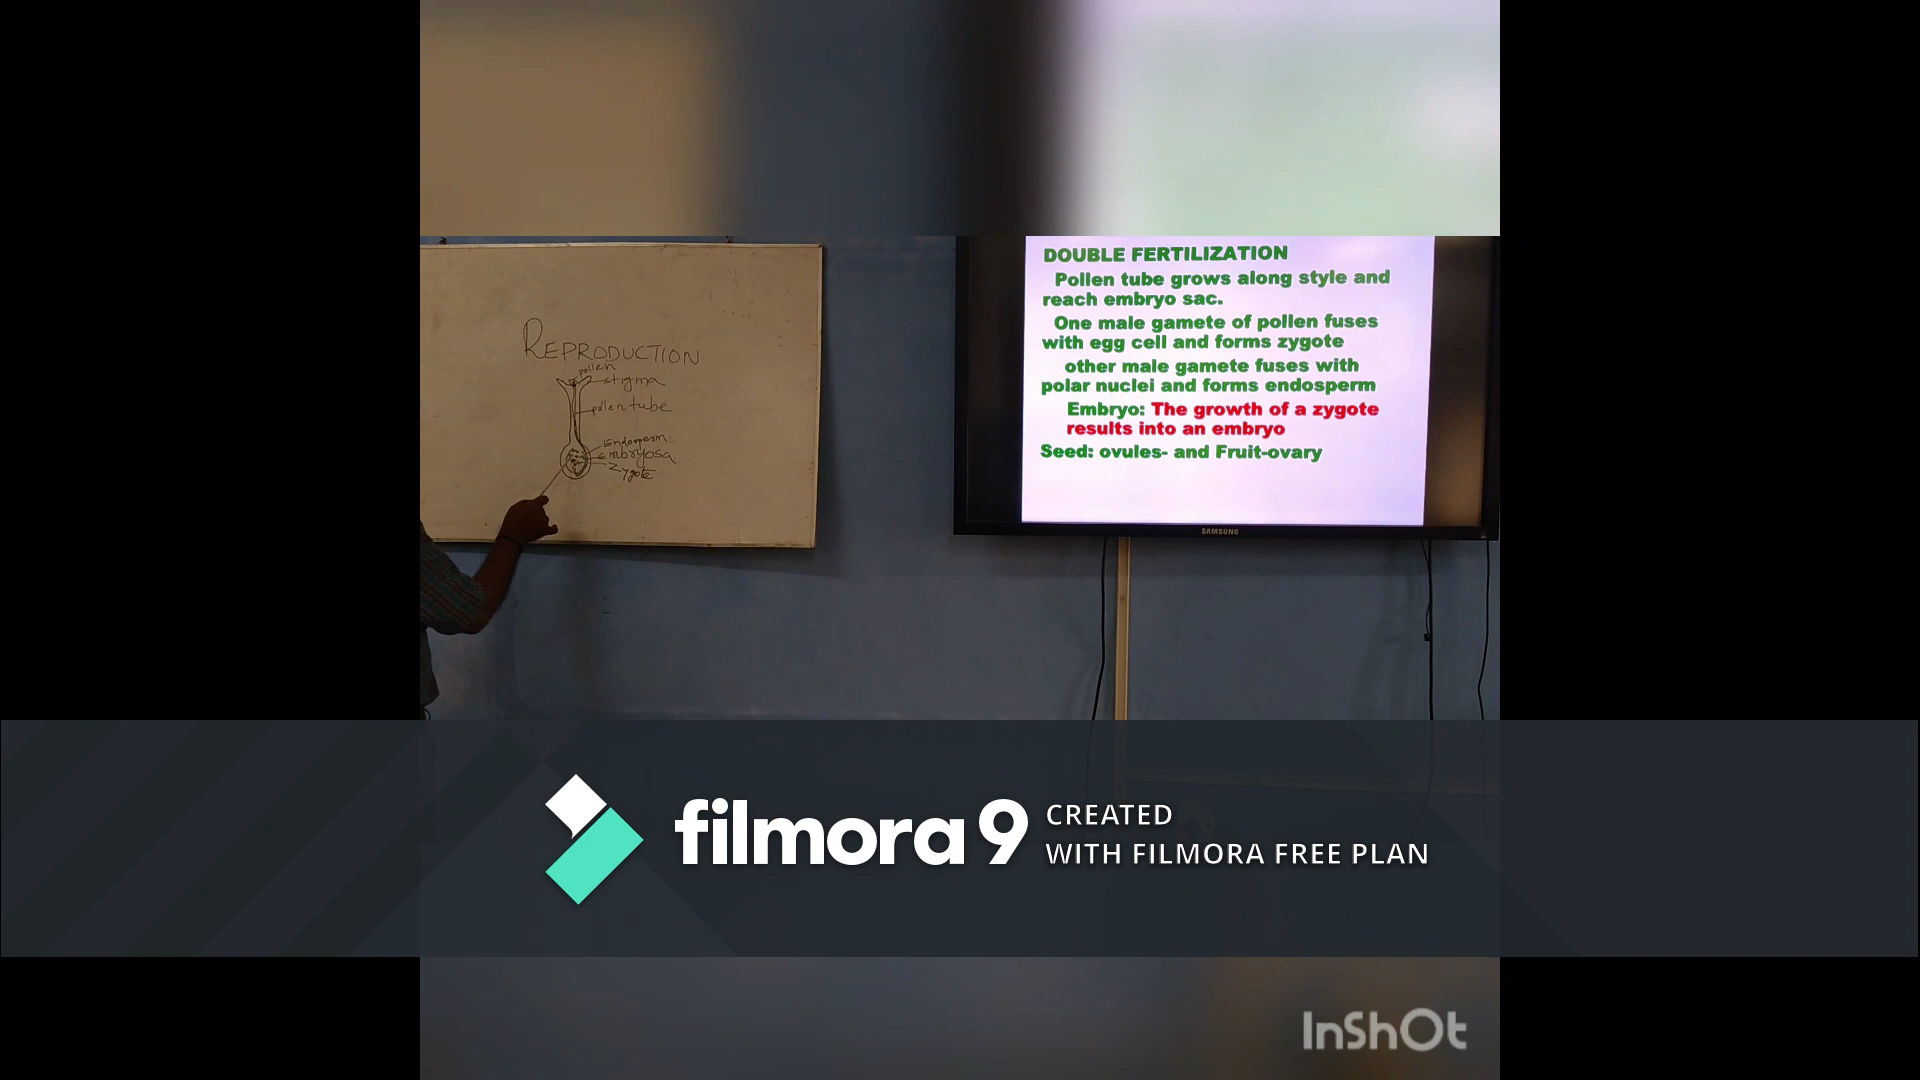 REPRODUCTION
pollen
stigma
pollen tube
Endosperm
embryosa
Zygote
DOUBLE FERTILIZATION
Pollen tube grows along style and
reach embryo sac.
One male gamete of pollen fuses
with egg cell and forms zygote
other male gamete fuses with
polar nuclei and forms endosperm
Embryo: The growth of a zygote
results into an embryo
Seed: ovules- and Fruit-ovary
SAMSUNG
filmora 9
CREATED
WITH FILMORA FREE PLAN
InShOt